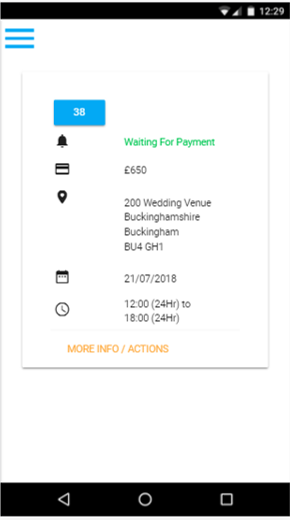 12:29
38
Waiting For Payment
£650
200 Wedding Venue
Buckinghamshire
Buckingham
BU4 GH1
21/07/2018
12:00 (24Hr) to
18:00 (24Hr)
MORE INFO / ACTIONS